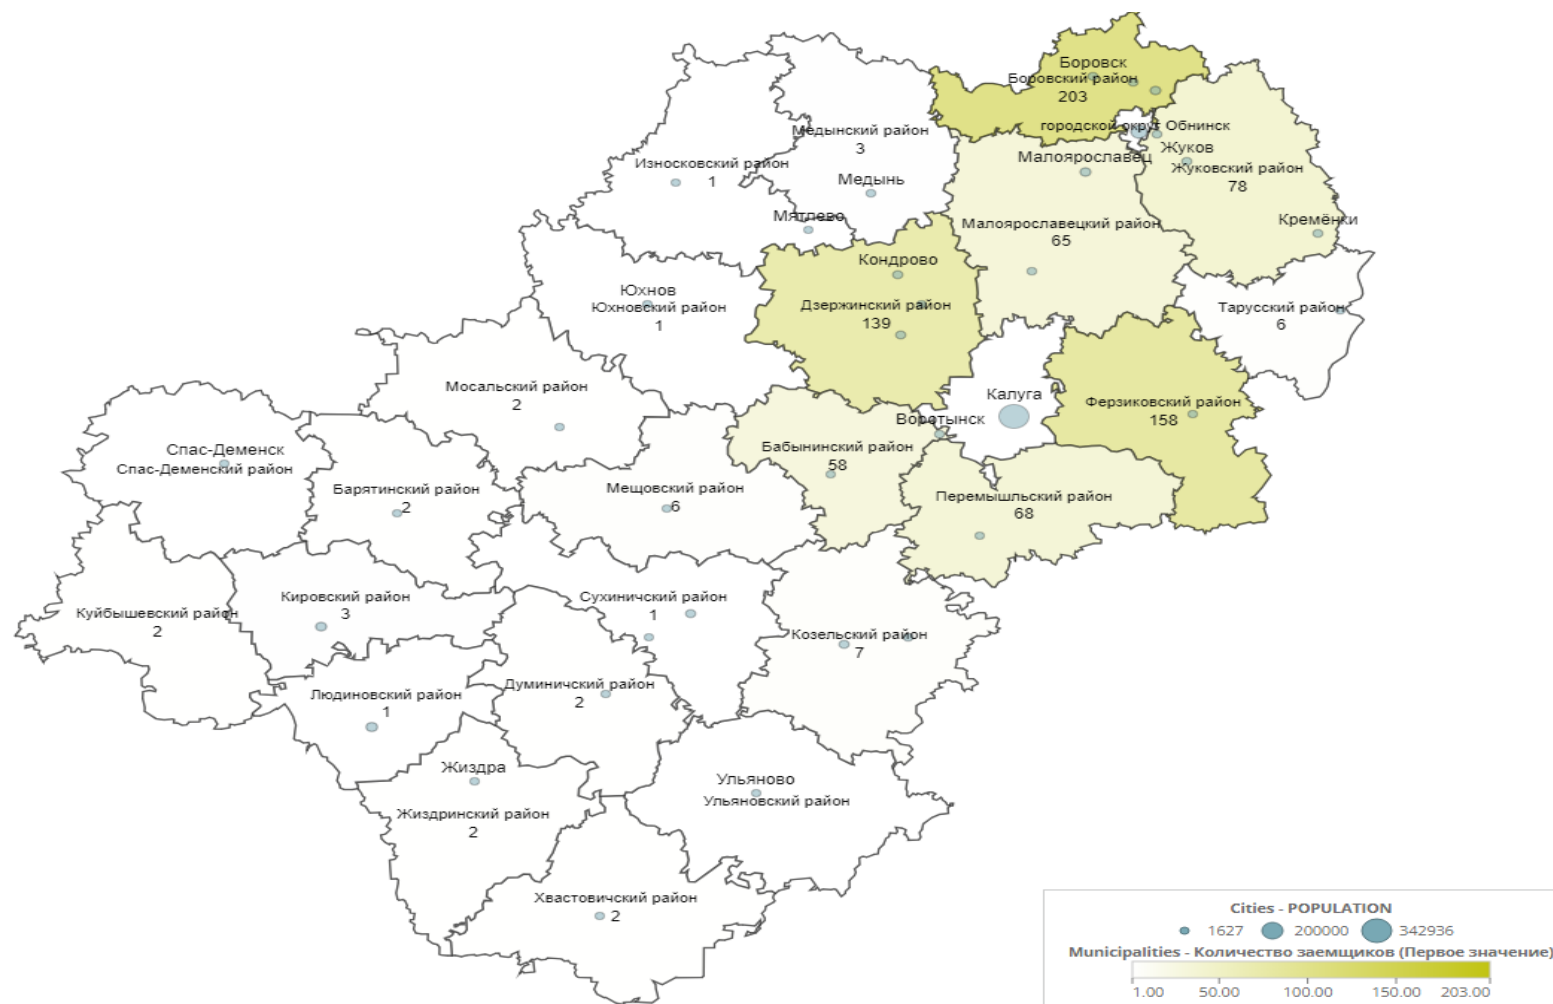 Боровск
Боровский район
203
городской округ Обнинск
Медынский район
3
Малоярославец
Жуков
Жуковский район
78
Износковский район
1
Медынь
Мятлево
Кремёнки
Малоярославецкий район
65
Кондрово
Юхнов
Юхновский район
1
Дзержинский район
139
Тарусский район
6
Мосальский район
2
Калуга
Воротынск
Ферзиковский район
158
Спас-Деменск
Спас-Деменский район
Бабынинский район
58
Барятинский район
2
Мещовский район
6
Перемышльский район
68
Кировский район
3
Сухиничский район
1
Куйбышевский район
2
Козельский район
7
Людиновский район
1
Думиничский район
2
Жиздра
Ульяново
Ульяновский район
Жиздринский район
2
Хвастовичский район
2
Cities - POPULATION
1627 200000 342936
Municipalities - Количество заемщиков (Первое значение)
1.00 50.00 100.00 150.00 203.00